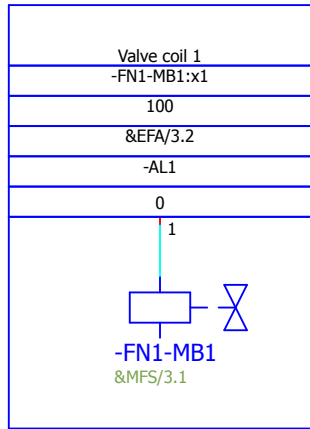 Valve coil 1
-FN1-MB1:x1
100
&EFA/3.2
-AL1
0
1
-FN1-MB1
&MFS/3.1